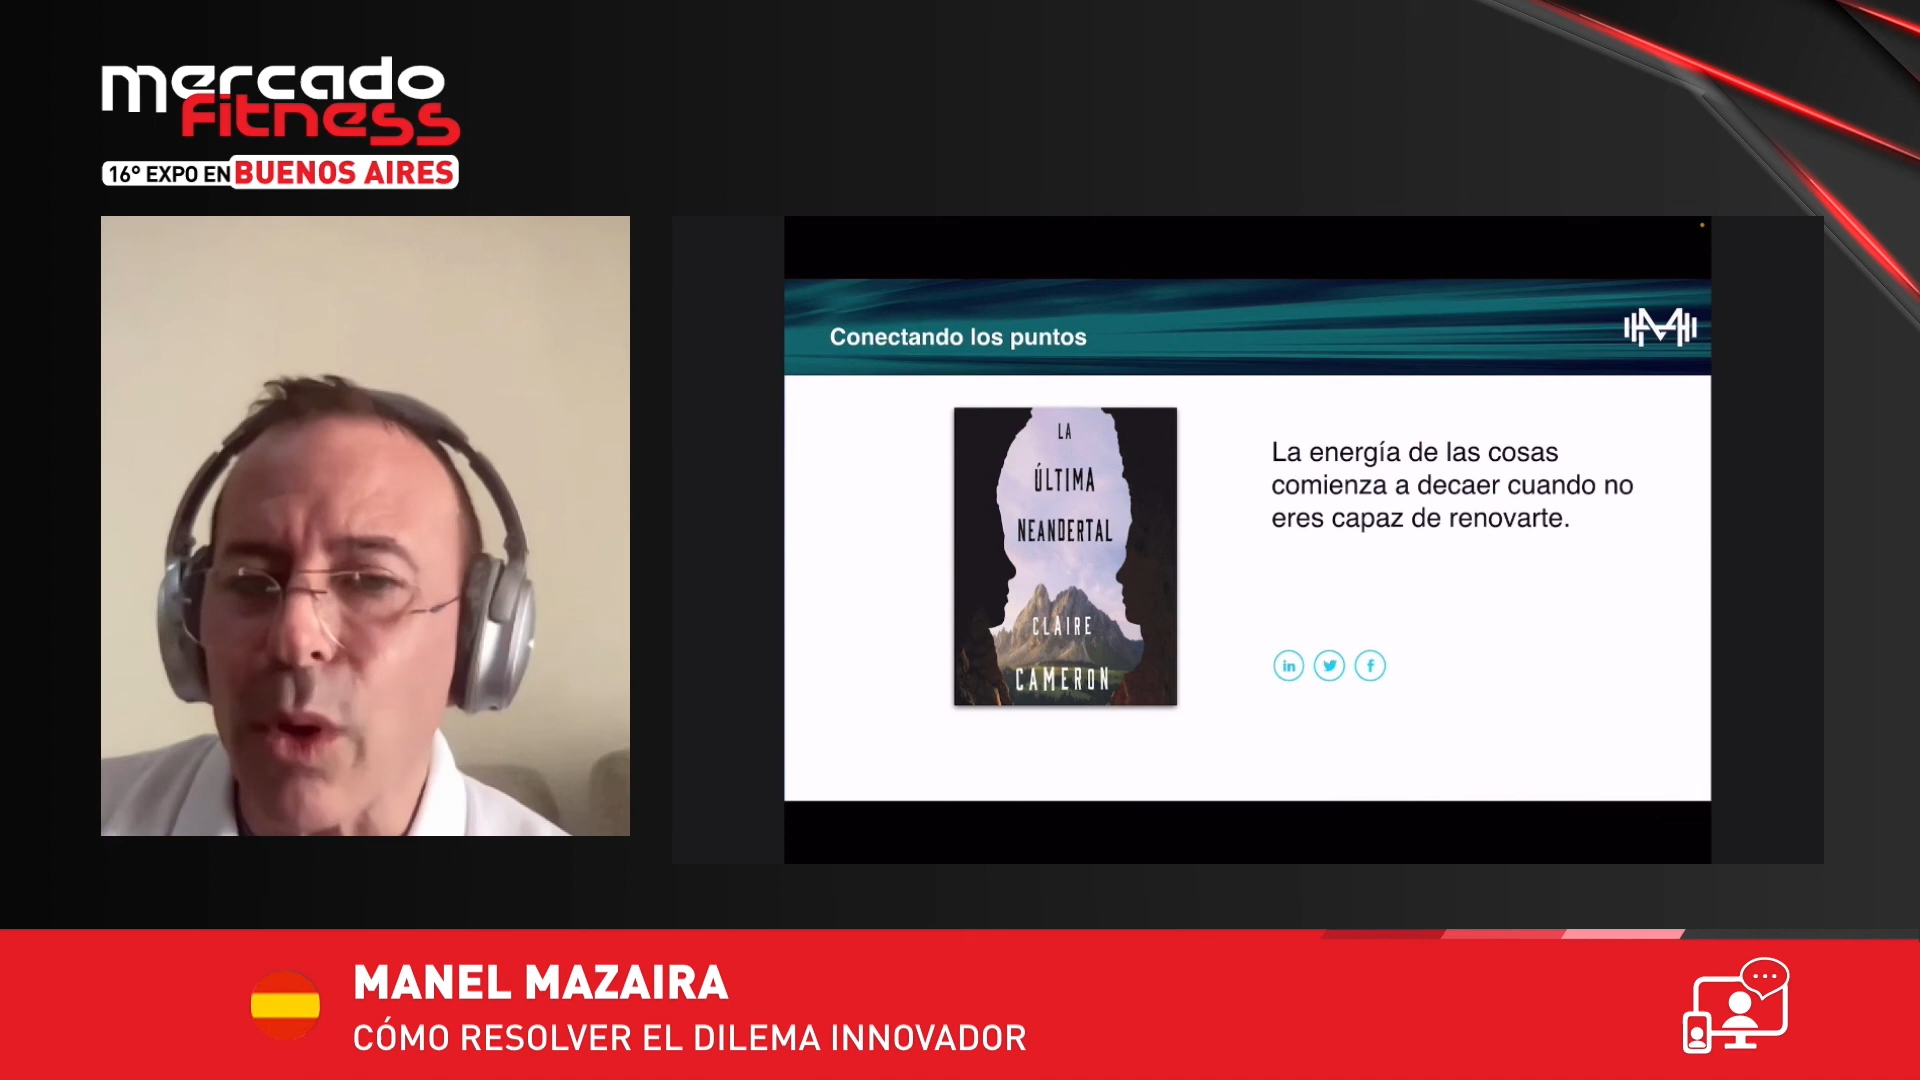 mercado
fitness
16° EXPO EN BUENOS AIRES
Conectando los puntos
LA
ÚLTIMA
NEANDERTAL
CLAIRE
CAMERON
La energía de las cosas
comienza a decaer cuando no
eres capaz de renovarte.
in
f
MANEL MAZAIRA
CÓMO RESOLVER EL DILEMA INNOVADOR